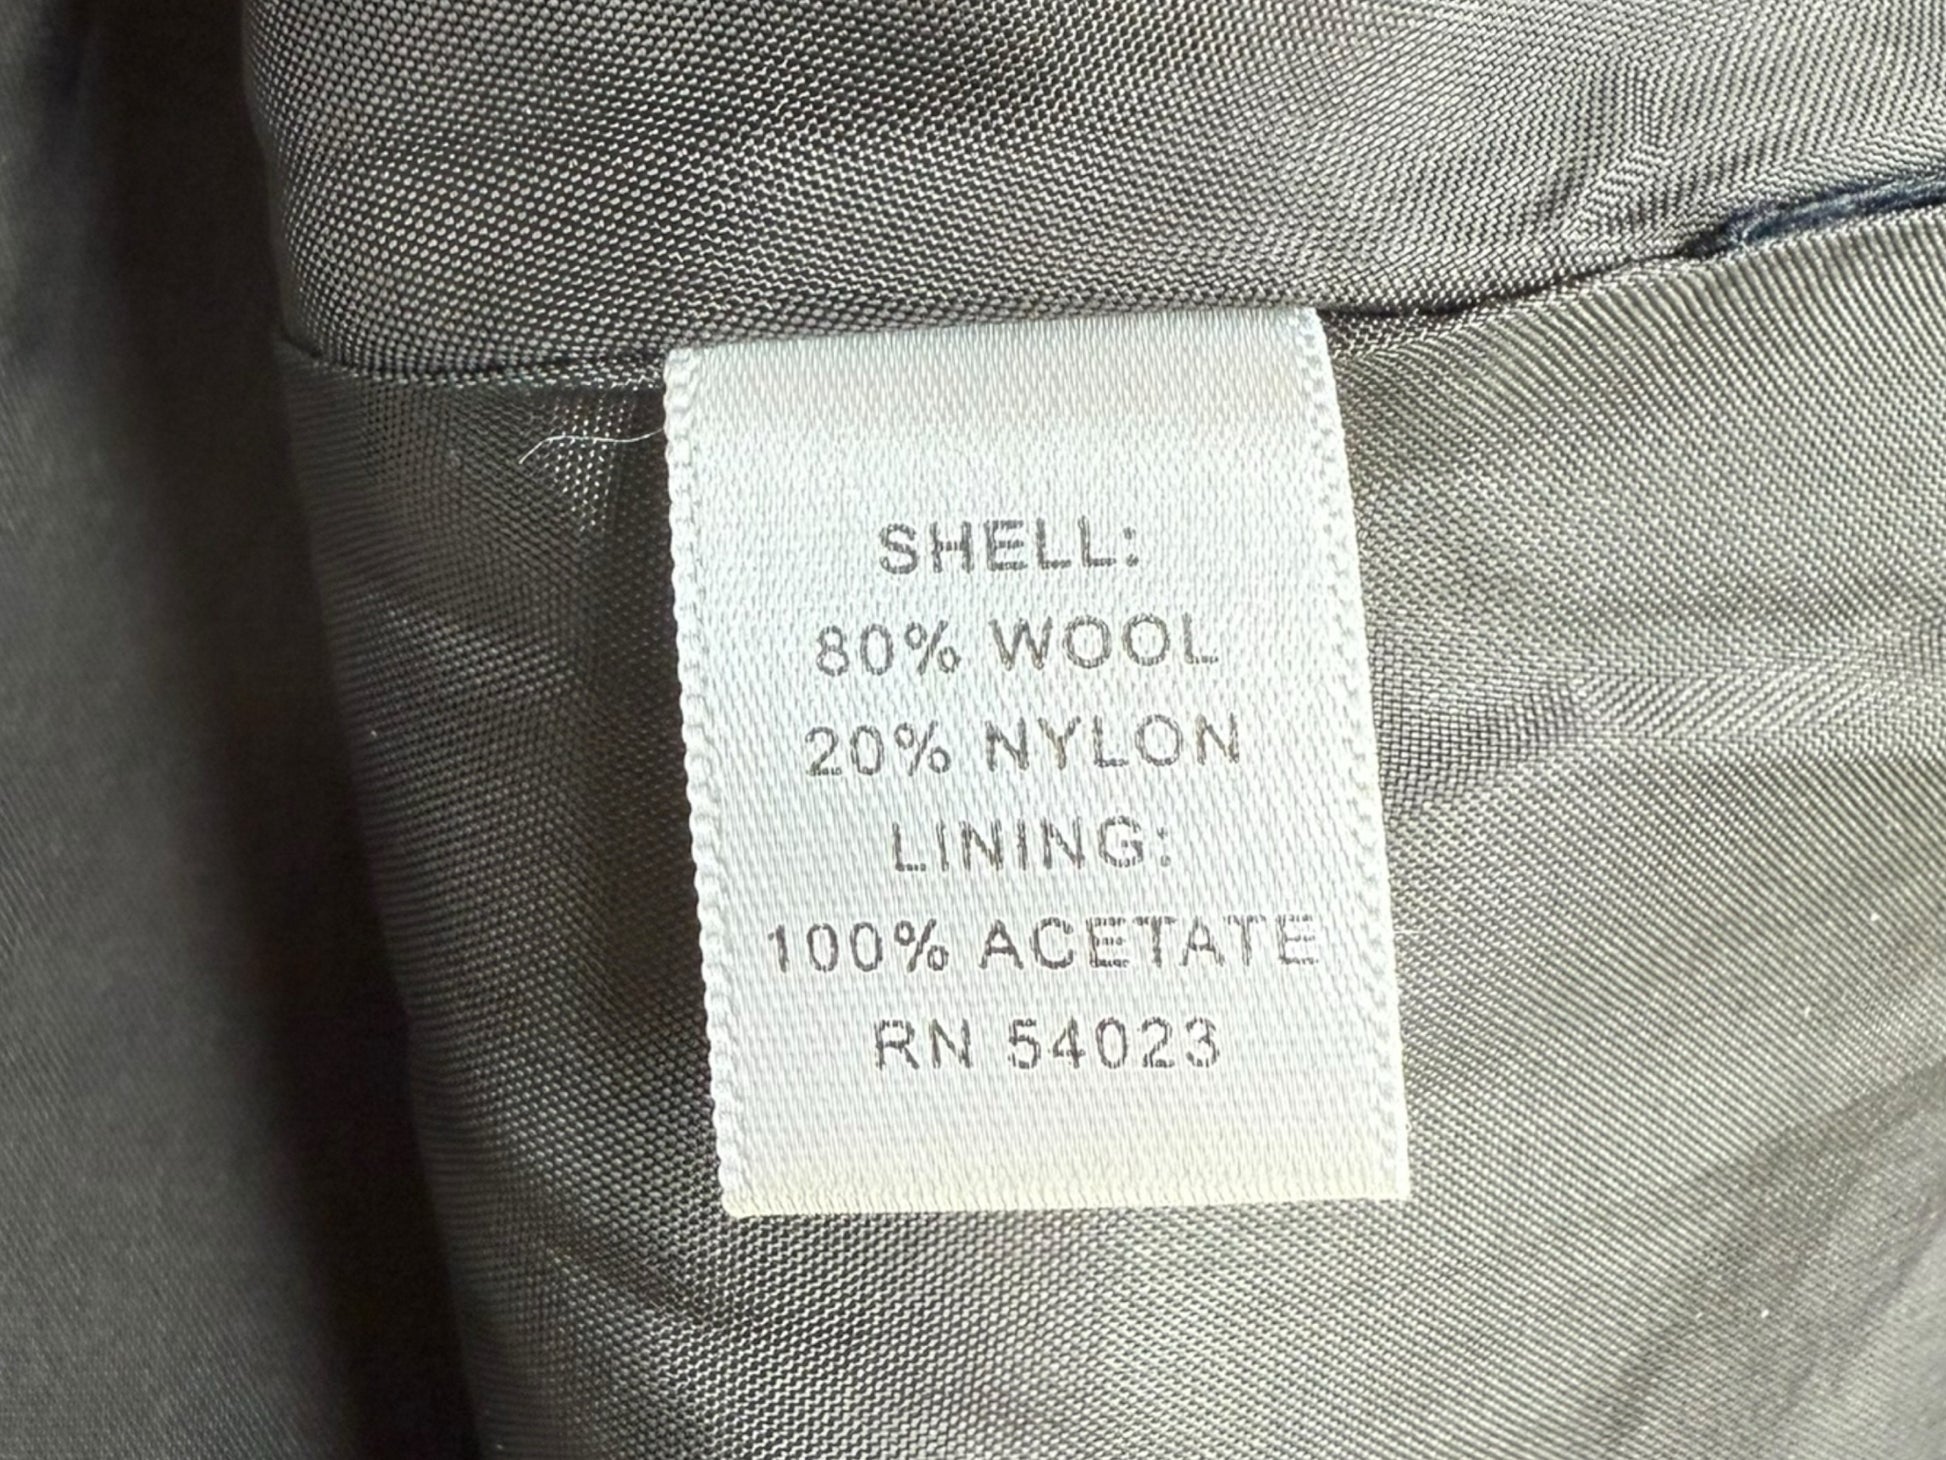 SHELL:
80% WOOL
20% NYLON
LINING:
100% ACETATE
RN 54023